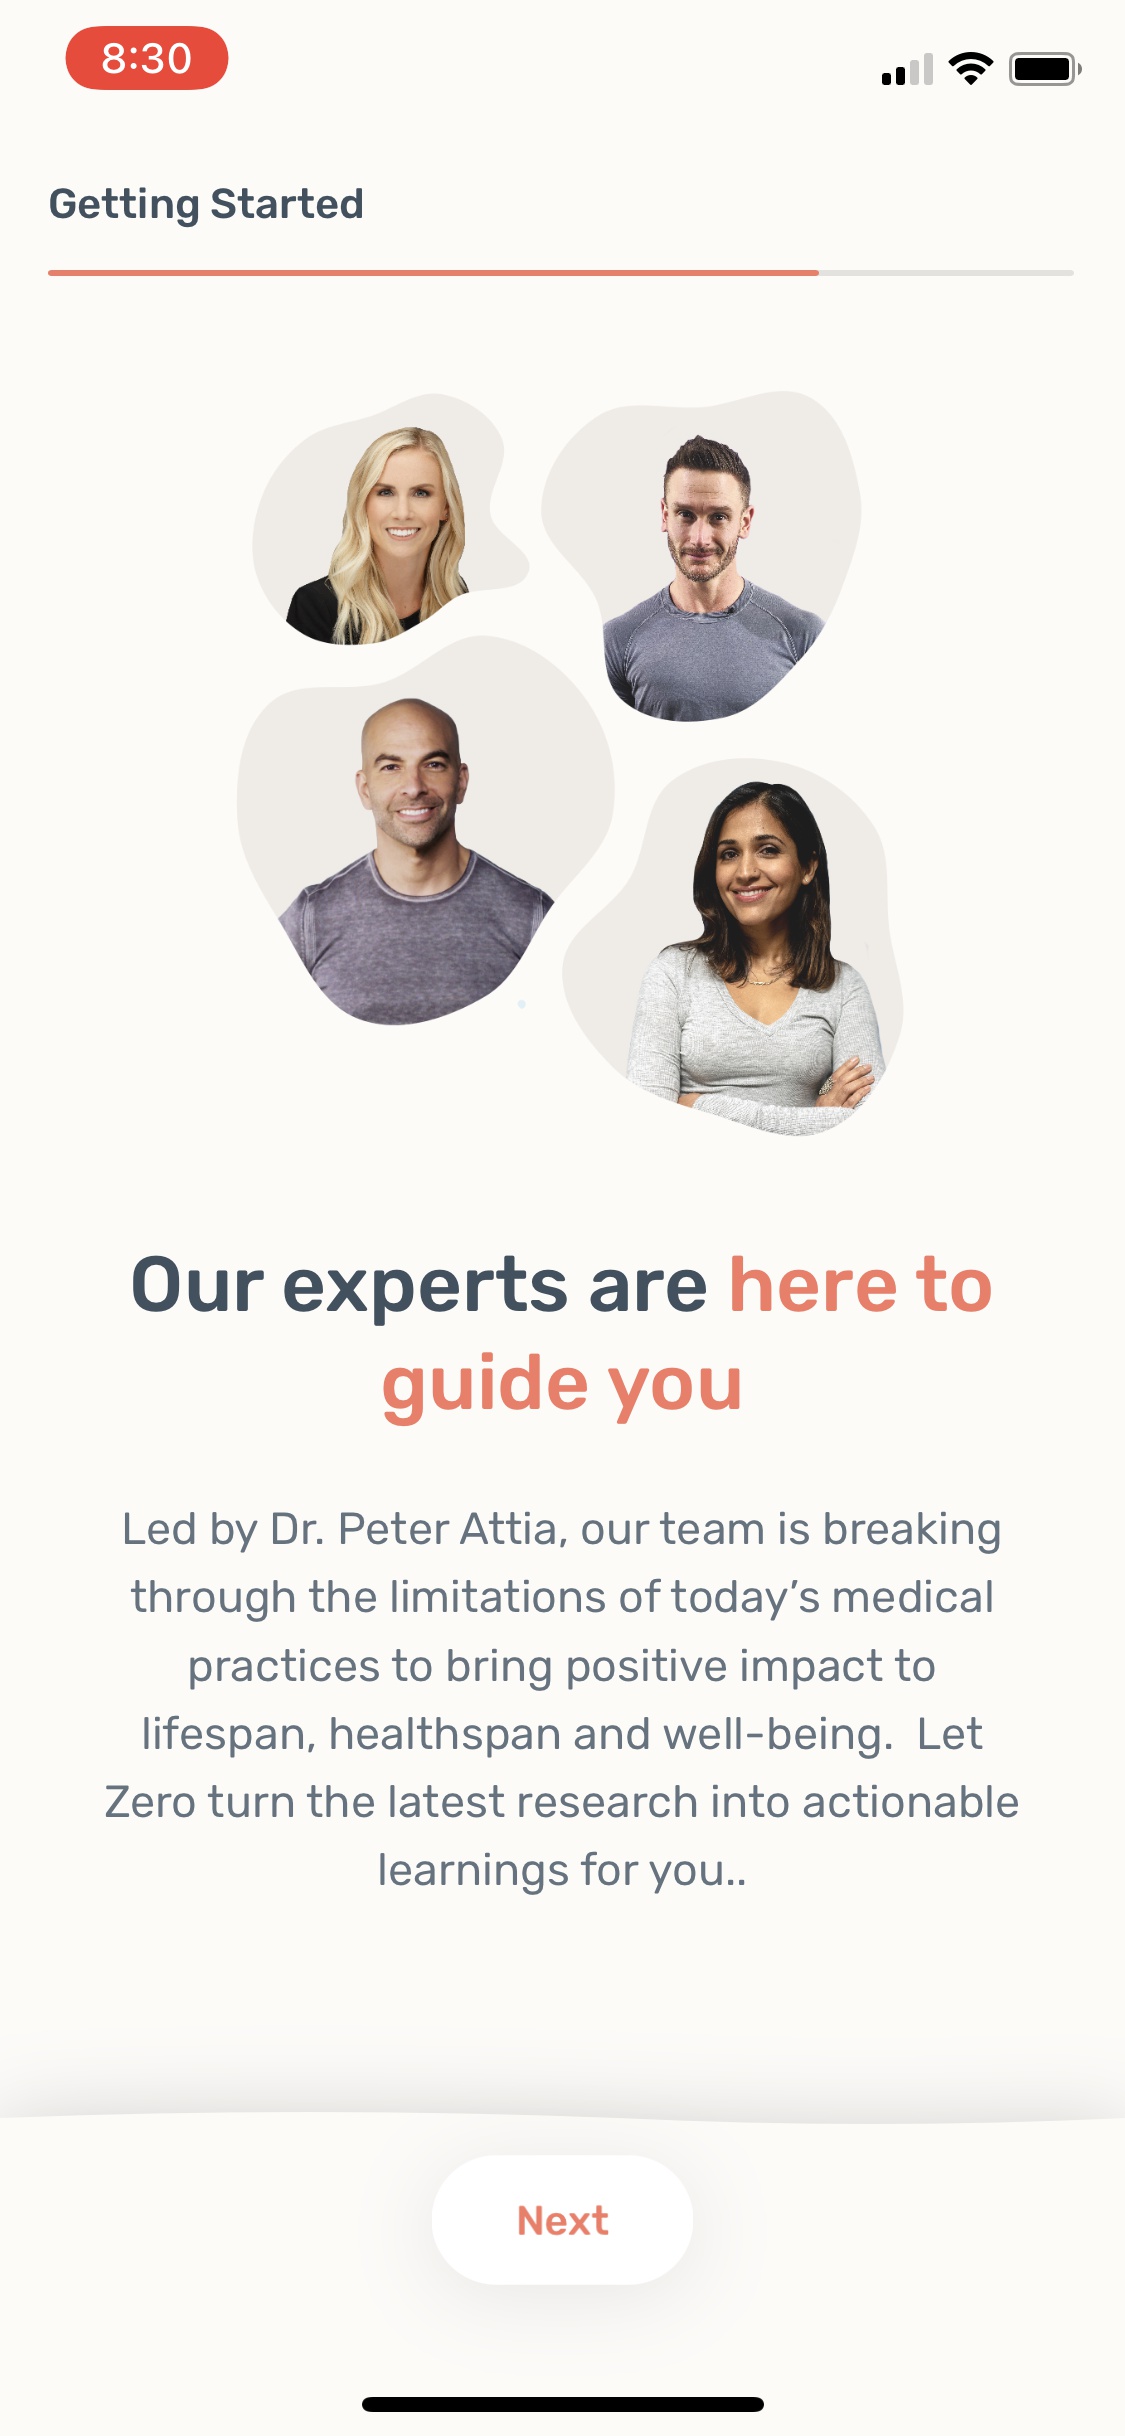 8:30
Getting Started
Our experts are here to
guide you
Led by Dr. Peter Attia, our team is breaking
through the limitations of today’s medical
practices to bring positive impact to
lifespan, healthspan and well-being.  Let
Zero turn the latest research into actionable
learnings for you..
Next